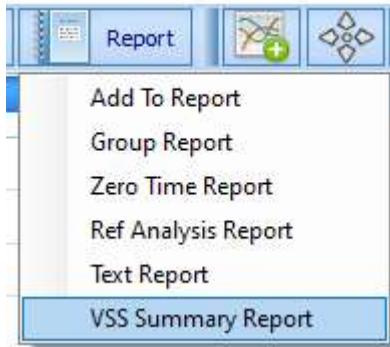 Report
Add To Report
Group Report
Zero Time Report
Ref Analysis Report
Text Report
VSS Summary Report